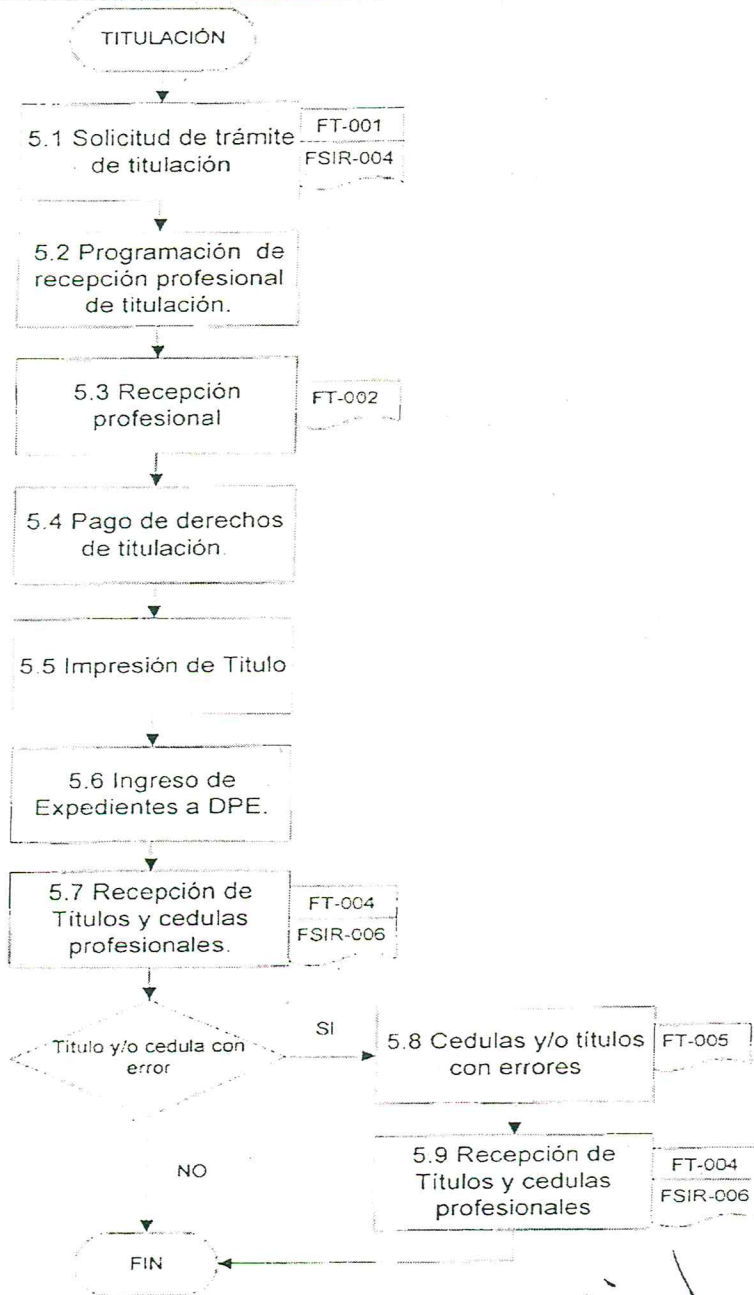 TITULACIÓN
5.1 Solicitud de trámite
de titulación
FT-001
FSIR-004
5.2 Programación de
recepción profesional
de titulación.
5.3 Recepción
profesional
FT-002
5.4 Pago de derechos
de titulación.
5.5 Impresión de Titulo
5.6 Ingreso de
Expedientes a DPE.
5.7 Recepción de
Títulos y cedulas
profesionales.
FT-004
FSIR-006
Titulo y/o cedula con
error
SI
5.8 Cedulas y/o títulos
con errores
FT-005
NO
5.9 Recepción de
Títulos y cedulas
profesionales
FT-004
FSIR-006
FIN